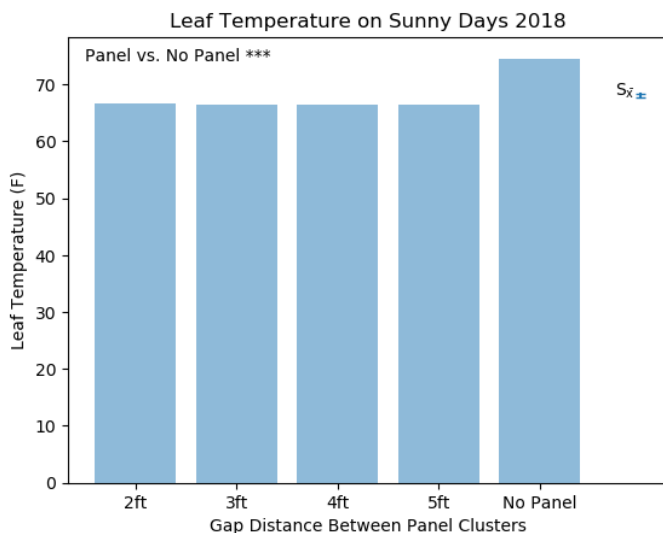 Leaf Temperature on Sunny Days 2018
Panel vs. No Panel ***
Sx̄
Leaf Temperature (F)
70
60
50
40
30
20
10
0
2ft 3ft 4ft 5ft No Panel
Gap Distance Between Panel Clusters